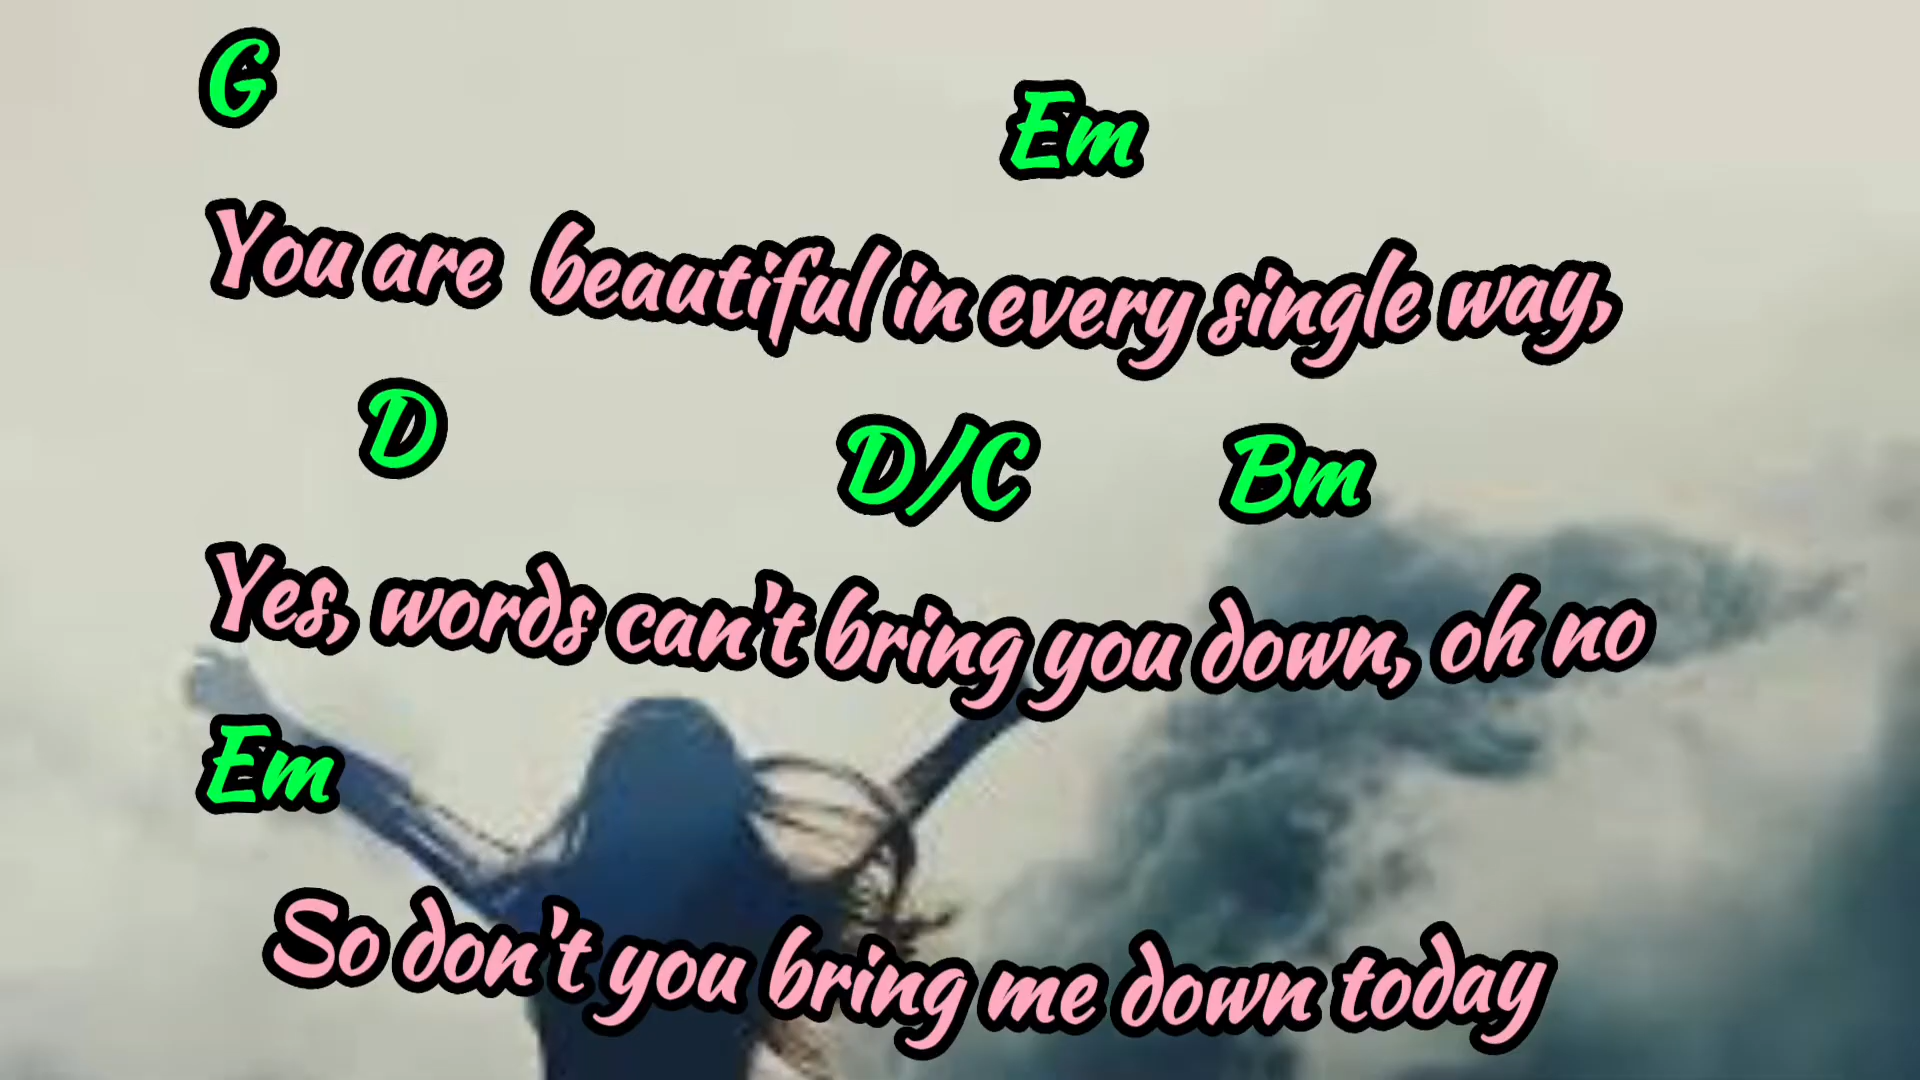 G Em
You are beautiful in every single way,
D D/C Bm
Yes, words can't bring you down, oh no
Em
So don't you bring me down today